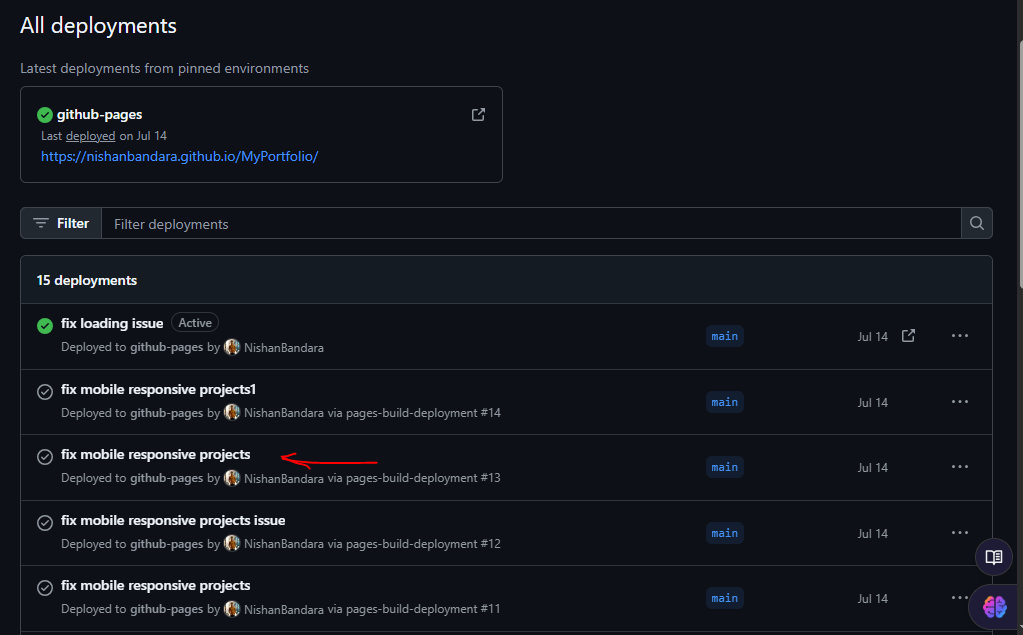 All deployments
Latest deployments from pinned environments
github-pages
Last deployed on Jul 14
https://nishanbandara.github.io/MyPortfolio/
Filter Filter deployments
15 deployments
fix loading issue Active
Deployed to github-pages by NishanBandara
main Jul 14
fix mobile responsive projects1
Deployed to github-pages by NishanBandara via pages-build-deployment #14
main Jul 14
fix mobile responsive projects
Deployed to github-pages by NishanBandara via pages-build-deployment #13
main Jul 14
fix mobile responsive projects issue
Deployed to github-pages by NishanBandara via pages-build-deployment #12
main Jul 14
fix mobile responsive projects
Deployed to github-pages by NishanBandara via pages-build-deployment #11
main Jul 14